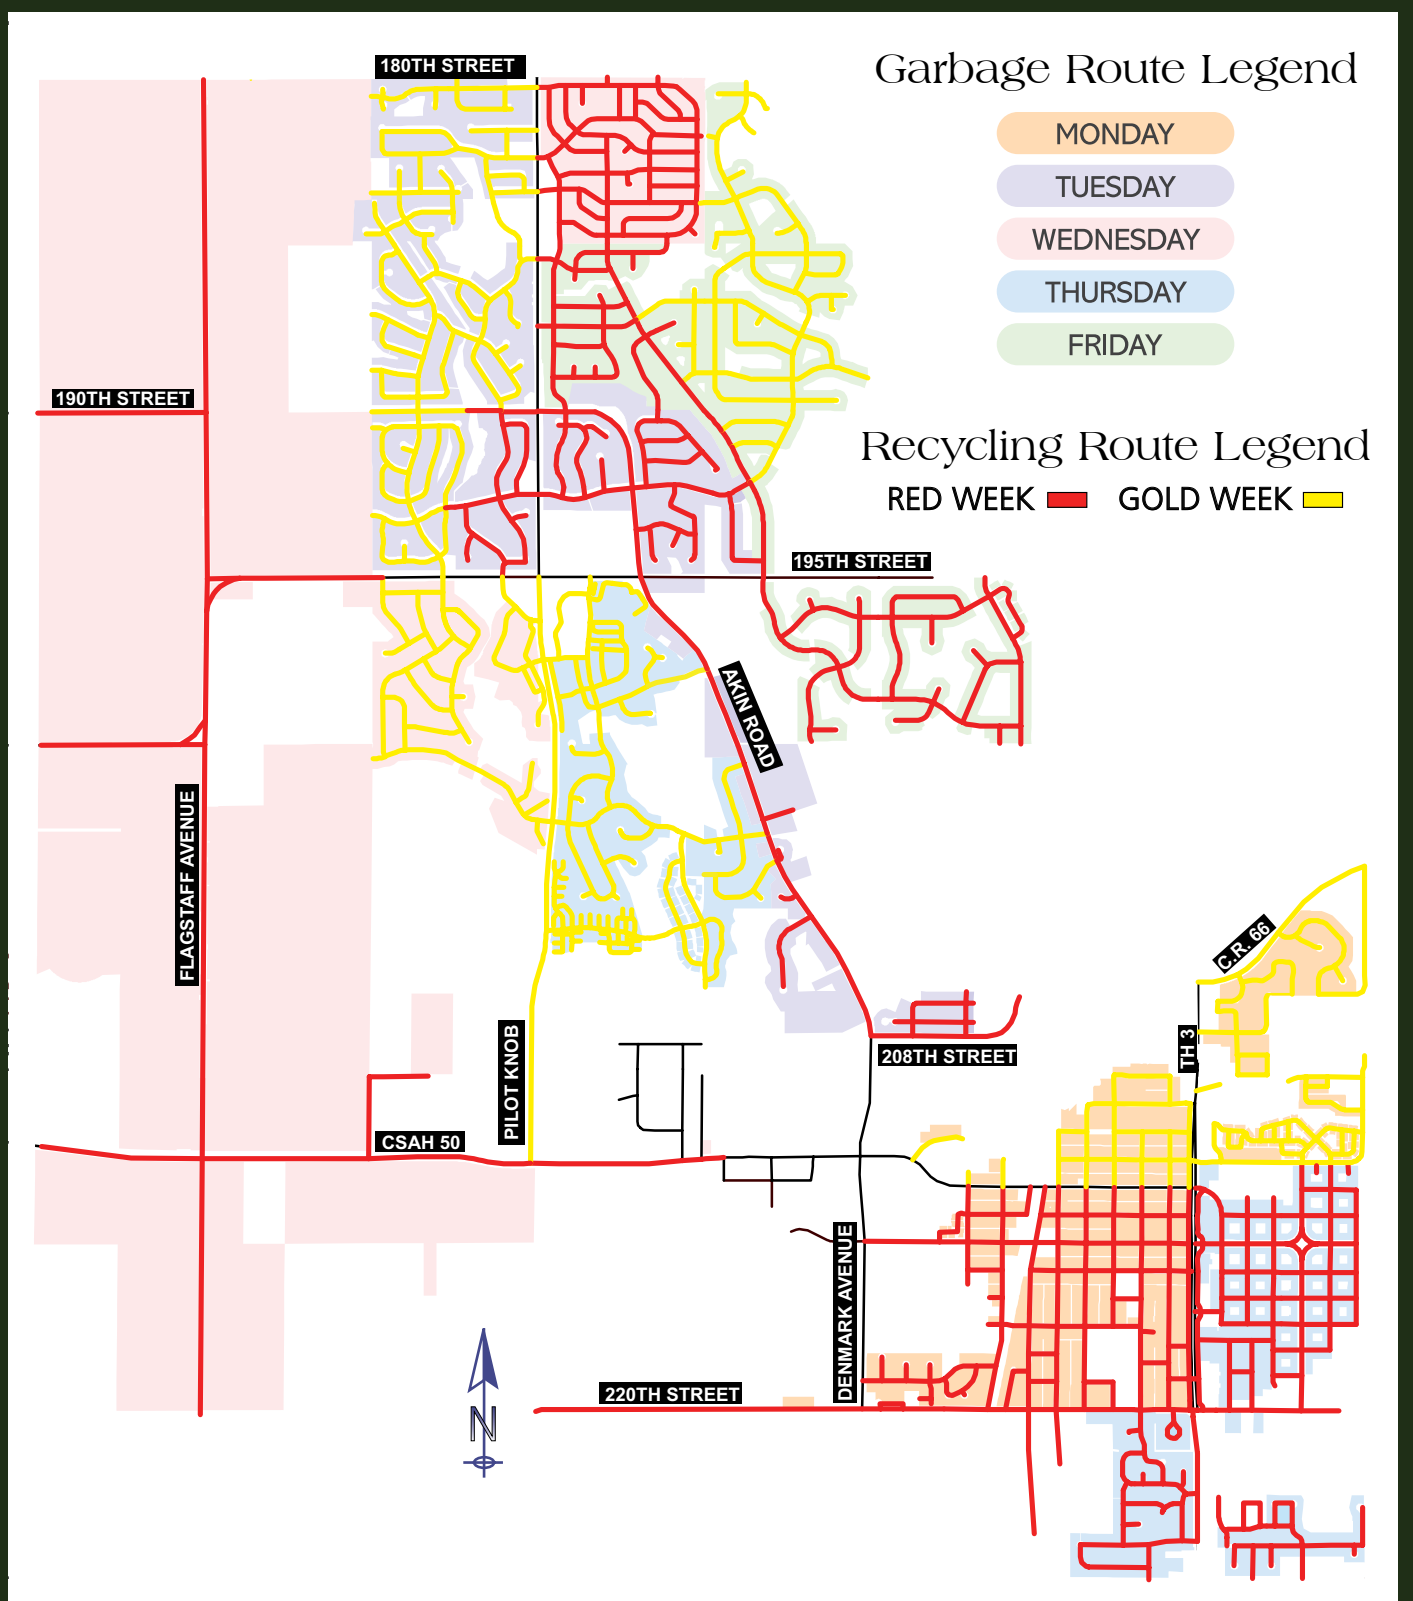 180TH STREET
Garbage Route Legend
MONDAY
TUESDAY
WEDNESDAY
THURSDAY
FRIDAY
190TH STREET
Recycling Route Legend
RED WEEK
GOLD WEEK
195TH STREET
AKIN ROAD
FLAGSTAFF AVENUE
C.R. 66
PILOT KNOB
208TH STREET
TH 3
CSAH 50
DENMARK AVENUE
220TH STREET
N